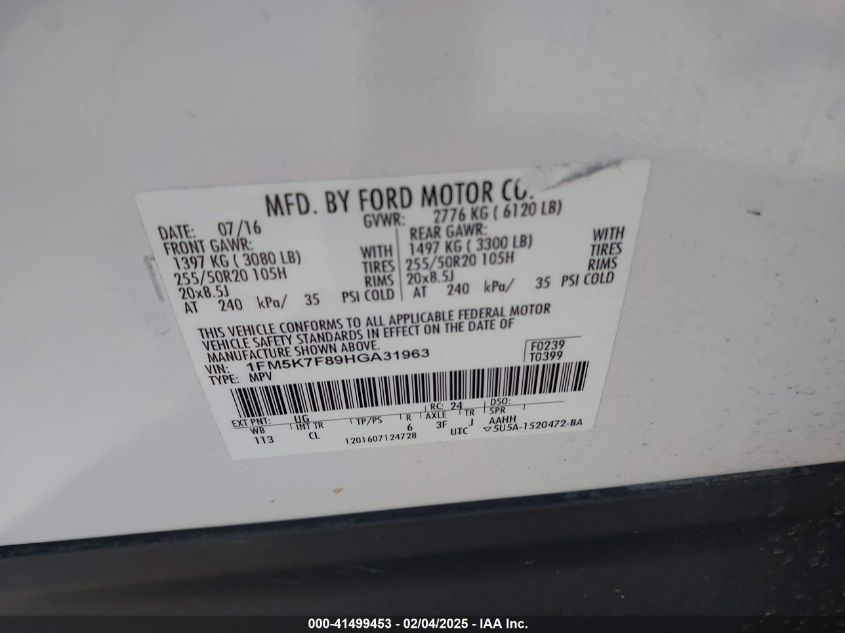 MFD. BY FORD MOTOR CO.
DATE: 07/16 GVWR: 2776 KG ( 6120 LB)
FRONT GAWR: REAR GAWR:
1397 KG ( 3080 LB) WITH 1497 KG ( 3300 LB) WITH
255/50R20 105H TIRES 255/50R20 105H TIRES
20x8.5J RIMS 20x8.5J RIMS
AT 240 kPa/ 35 PSI COLD AT 240 kPa/ 35 PSI COLD
THIS VEHICLE CONFORMS TO ALL APPLICABLE FEDERAL MOTOR
VEHICLE SAFETY STANDARDS IN EFFECT ON THE DATE OF
MANUFACTURE SHOWN ABOVE.
VIN: 1FM5K7F89HGA31963 F0239
TYPE: MPV T0399
EXT PNT: UG RC: 24 DSO:
WB INT TR TP/PS R AXLE TR SPR
113 CL 6 3F J AAHH
1201607124728 UTC ▽5U5A-1520472-BA
000-41499453 - 02/04/2025 - IAA Inc.